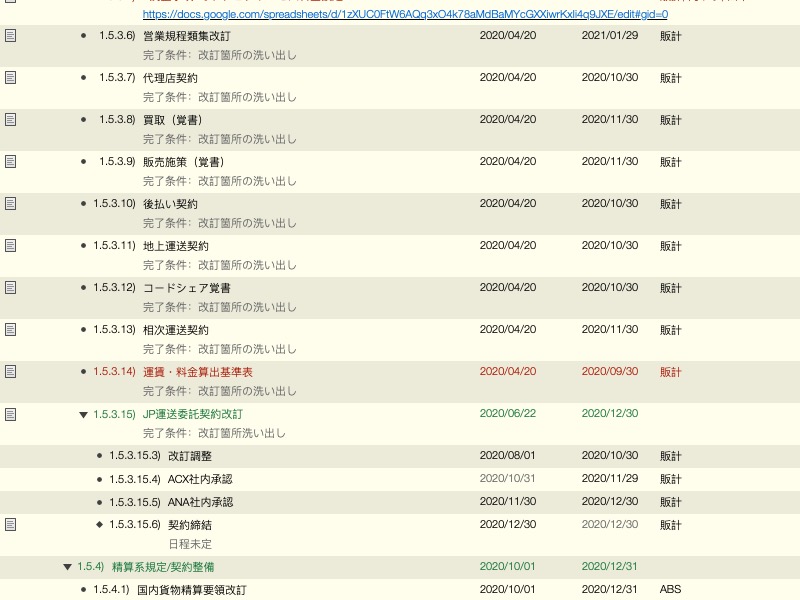 https://docs.google.com/spreadsheets/d/1zXUC0FtW6AQq3xO4k78aMdBaMYcGXXiwrKxli4q9JXE/edit#gid=0
• 1.5.3.6) 営業規程類集改訂 2020/04/20 2021/01/29 販計
完了条件：改訂箇所の洗い出し
• 1.5.3.7) 代理店契約 2020/04/20 2020/10/30 販計
完了条件：改訂箇所の洗い出し
• 1.5.3.8) 買取（覚書） 2020/04/20 2020/11/30 販計
完了条件：改訂箇所の洗い出し
• 1.5.3.9) 販売施策（覚書） 2020/04/20 2020/11/30 販計
完了条件：改訂箇所の洗い出し
• 1.5.3.10) 後払い契約 2020/04/20 2020/10/30 販計
完了条件：改訂箇所の洗い出し
• 1.5.3.11) 地上運送契約 2020/04/20 2020/10/30 販計
完了条件：改訂箇所の洗い出し
• 1.5.3.12) コードシェア覚書 2020/04/20 2020/10/30 販計
完了条件：改訂箇所の洗い出し
• 1.5.3.13) 相次運送契約 2020/04/20 2020/11/30 販計
完了条件：改訂箇所の洗い出し
• 1.5.3.14) 運賃・料金算出基準表 2020/04/20 2020/09/30 販計
完了条件：改訂箇所の洗い出し
▼ 1.5.3.15) JP運送委託契約改訂 2020/06/22 2020/12/30
完了条件：改訂箇所洗い出し
• 1.5.3.15.3) 改訂調整 2020/08/01 2020/10/30 販計
• 1.5.3.15.4) ACX社内承認 2020/10/31 2020/11/29 販計
• 1.5.3.15.5) ANA社内承認 2020/11/30 2020/12/30 販計
◆ 1.5.3.15.6) 契約締結 2020/12/30 2020/12/30 販計
日程未定
▼ 1.5.4) 精算系規定/契約整備 2020/10/01 2020/12/31
• 1.5.4.1) 国内貨物精算要領改訂 2020/10/01 2020/12/31 ABS